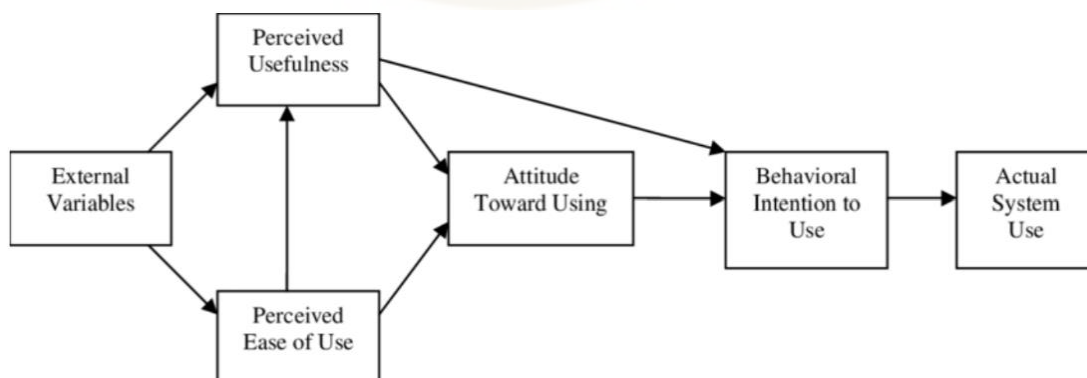 Perceived
Usefulness
External
Variables
Attitude
Toward Using
Behavioral
Intention to
Use
Actual
System
Use
Perceived
Ease of Use